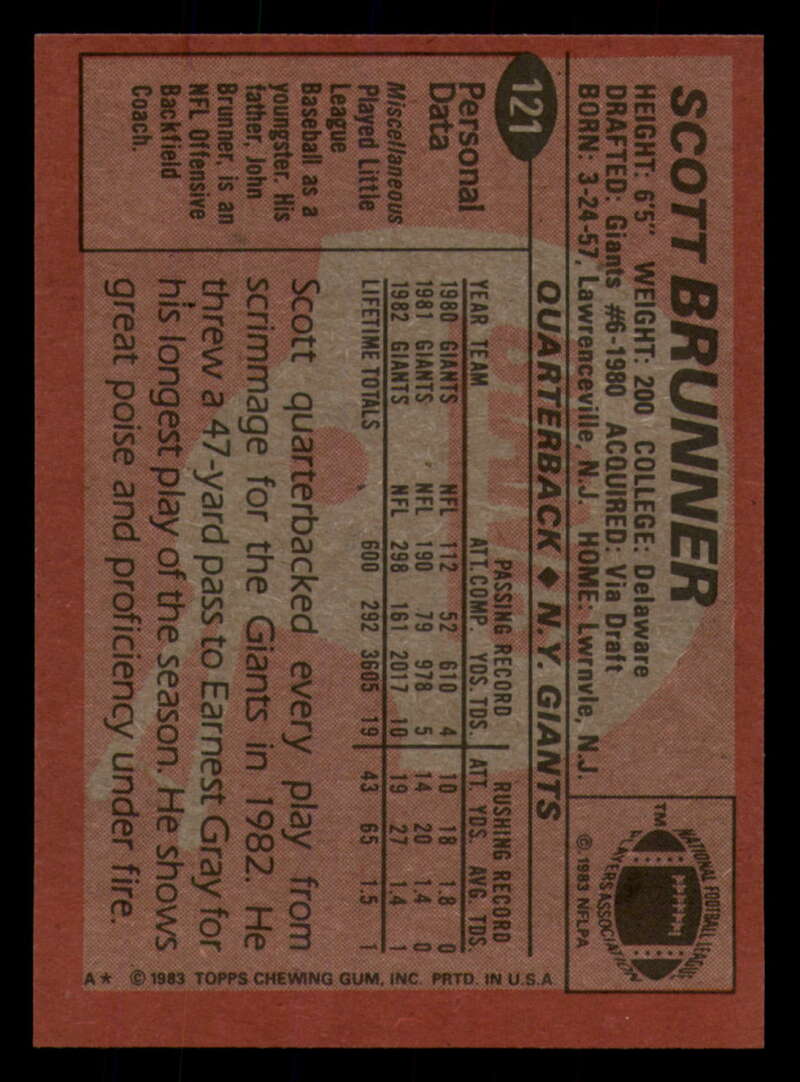 SCOTT BRUNNER
HEIGHT: 6'5" WEIGHT: 200 COLLEGE: Delaware
DRAFTED: Giants #6-1980 ACQUIRED: Via Draft
BORN: 3-24-57, Lawrenceville, N.J. HOME: Lwrnvle, N.J.
TM
NATIONAL FOOTBALL LEAGUE
PLAYERS ASSOCIATION
© 1983 NFLPA
121
QUARTERBACK ♦ N.Y. GIANTS
Personal
Data
Miscellaneous
Played Little
League
Baseball as a
youngster. His
father, John
Brunner, is an
NFL Offensive
Backfield
Coach.
PASSING RECORD RUSHING RECORD
YEAR TEAM ATT. COMP. YDS. TDS. ATT. YDS. AVG. TDS.
1980 GIANTS NFL 112 52 610 4 10 18 1.8 0
1981 GIANTS NFL 190 79 978 5 14 20 1.4 0
1982 GIANTS NFL 298 161 2017 10 19 27 1.4 1
LIFETIME TOTALS 600 292 3605 19 43 65 1.5 1
Scott quarterbacked every play from
scrimmage for the Giants in 1982. He
threw a 47-yard pass to Earnest Gray for
his longest play of the season. He shows
great poise and proficiency under fire.
A* © 1983 TOPPS CHEWING GUM, INC. PRTD. IN U.S.A.